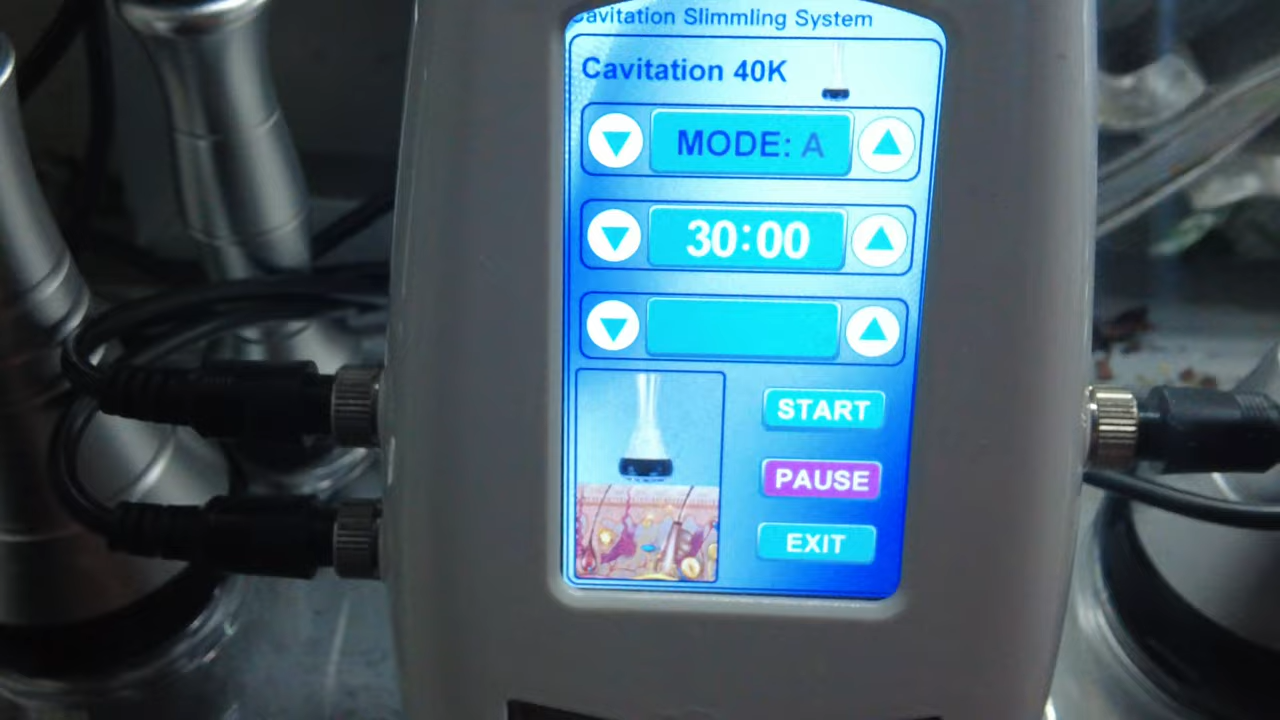 Cavitation Slimmling System
Cavitation 40K
MODE: A
30:00
START
PAUSE
EXIT